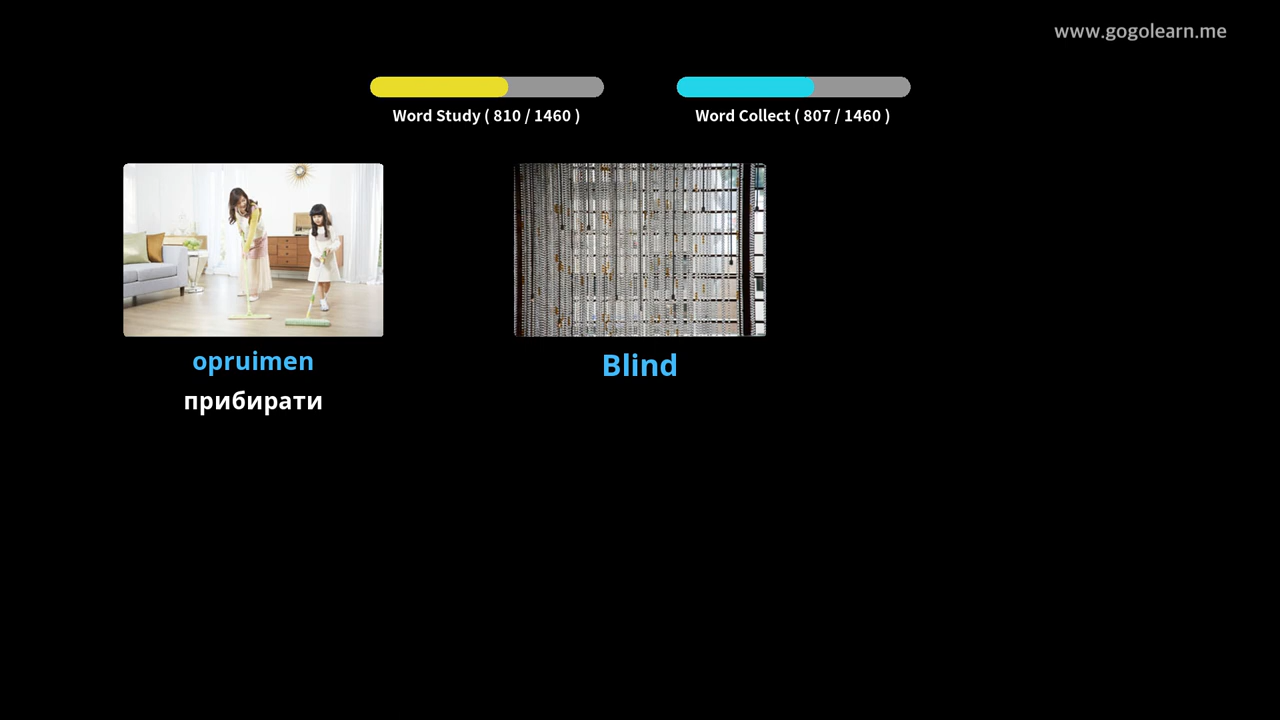 www.gogolearn.me
Word Study ( 810 / 1460 )
Word Collect ( 807 / 1460 )
opruimen
прибирати
Blind